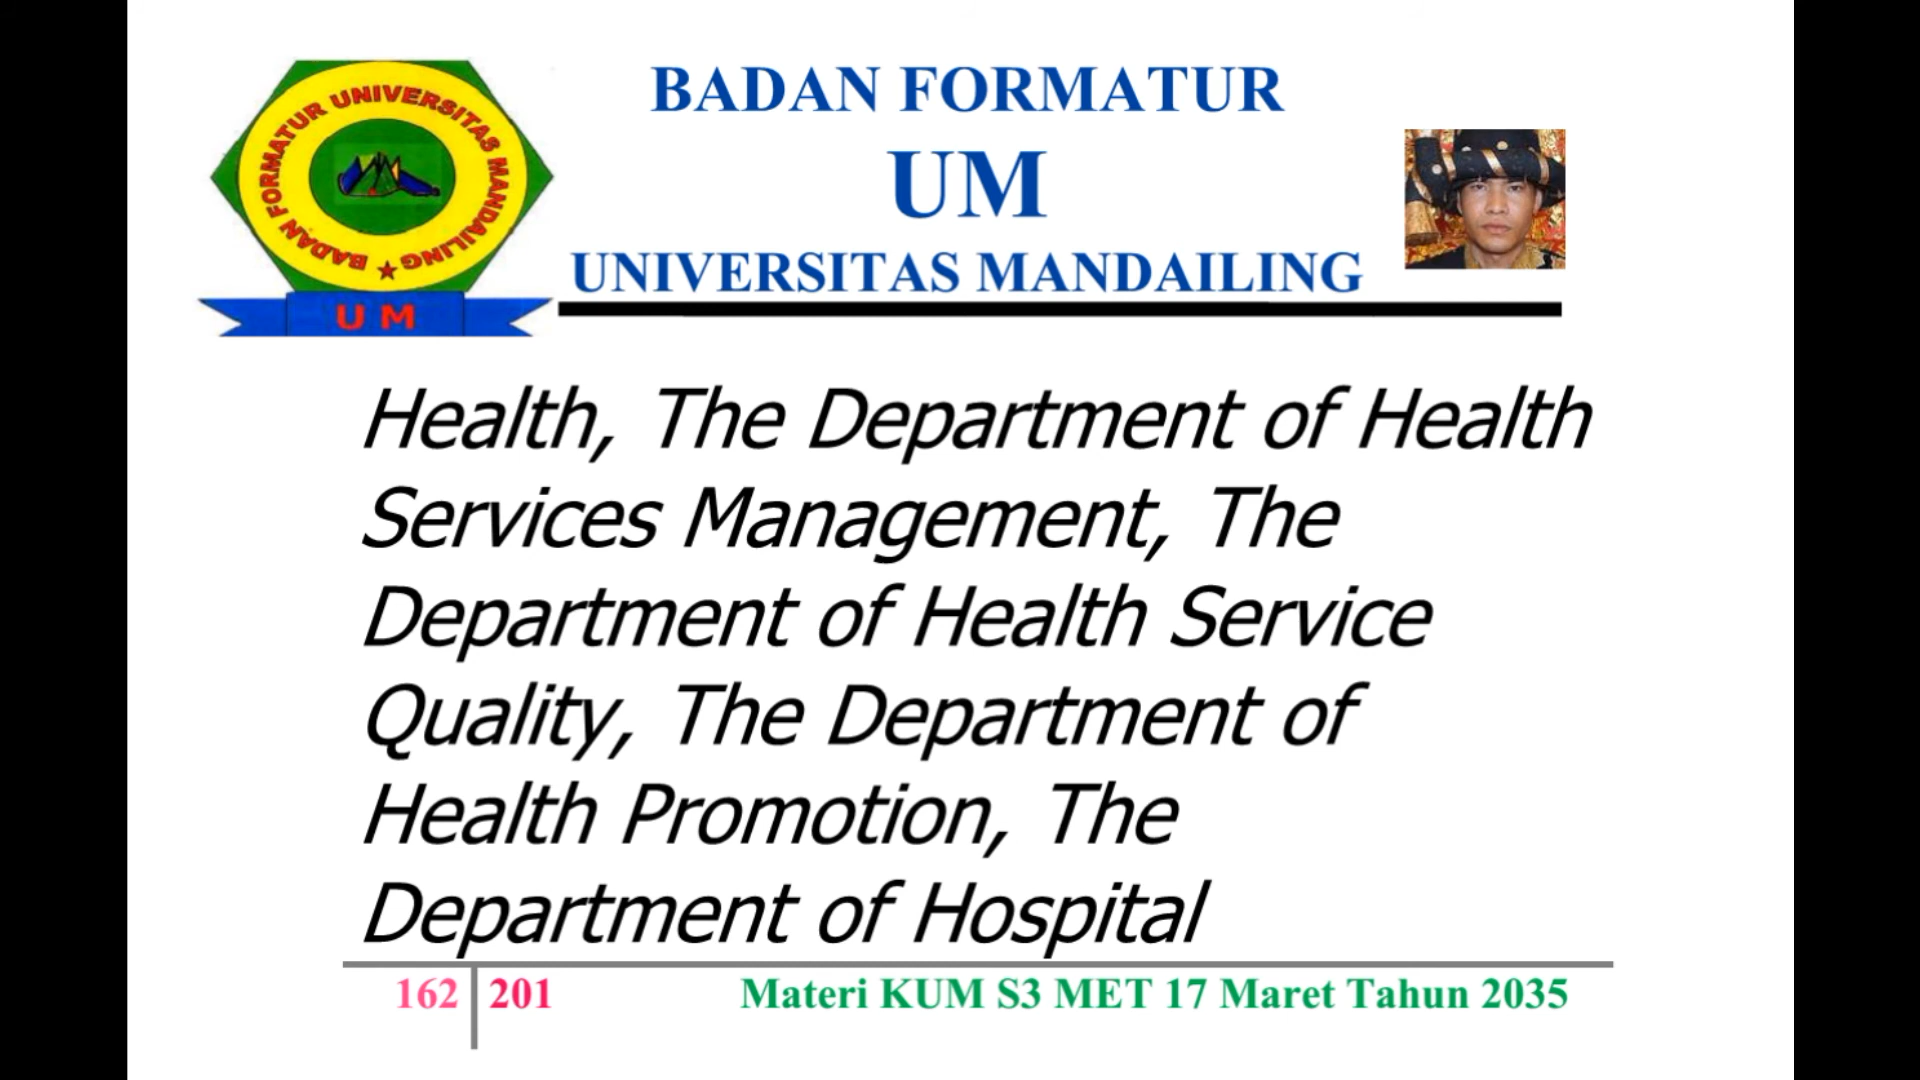 BADAN FORMATUR UNIVERSITAS MANDAILING
UM
BADAN FORMATUR
UM
UNIVERSITAS MANDAILING
Health, The Department of Health
Services Management, The
Department of Health Service
Quality, The Department of
Health Promotion, The
Department of Hospital
162 201 Materi KUM S3 MET 17 Maret Tahun 2035